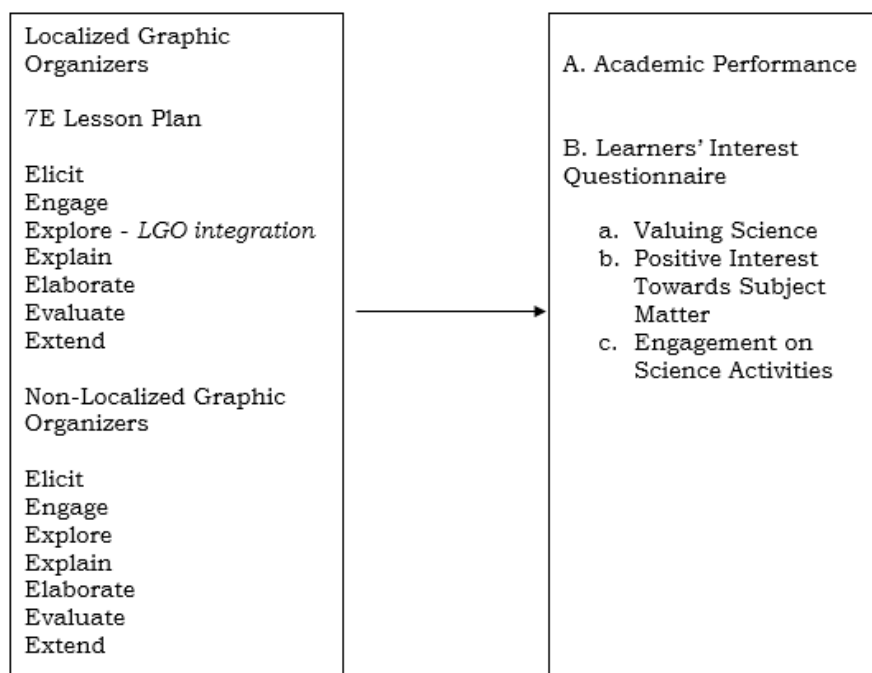 Localized Graphic
Organizers
7E Lesson Plan
Elicit
Engage
Explore - LGO integration
Explain
Elaborate
Evaluate
Extend
Non-Localized Graphic
Organizers
Elicit
Engage
Explore
Explain
Elaborate
Evaluate
Extend
A. Academic Performance
B. Learners' Interest
Questionnaire
a. Valuing Science
b. Positive Interest
Towards Subject
Matter
c. Engagement on
Science Activities